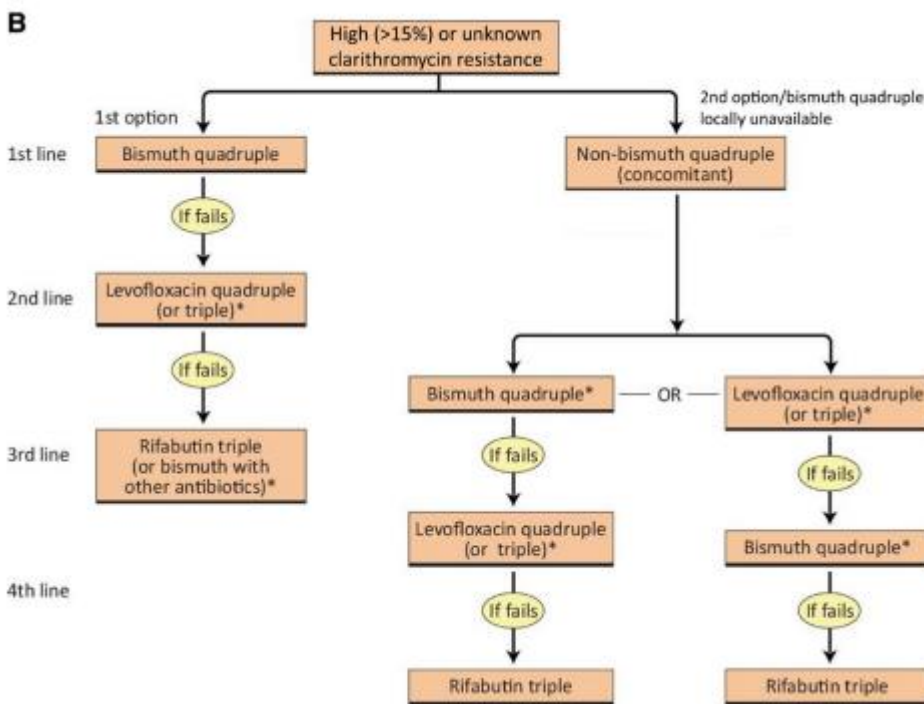 B
High (>15%) or unknown
clarithromycin resistance
1st option
2nd option/bismuth quadruple
locally unavailable
1st line
Bismuth quadruple
Non-bismuth quadruple
(concomitant)
If fails
2nd line
Levofloxacin quadruple
(or triple)*
If fails
Bismuth quadruple*
OR
Levofloxacin quadruple
(or triple)*
3rd line
Rifabutin triple
(or bismuth with
other antibiotics)*
If fails
If fails
Levofloxacin quadruple
(or triple)*
Bismuth quadruple*
4th line
If fails
If fails
Rifabutin triple
Rifabutin triple